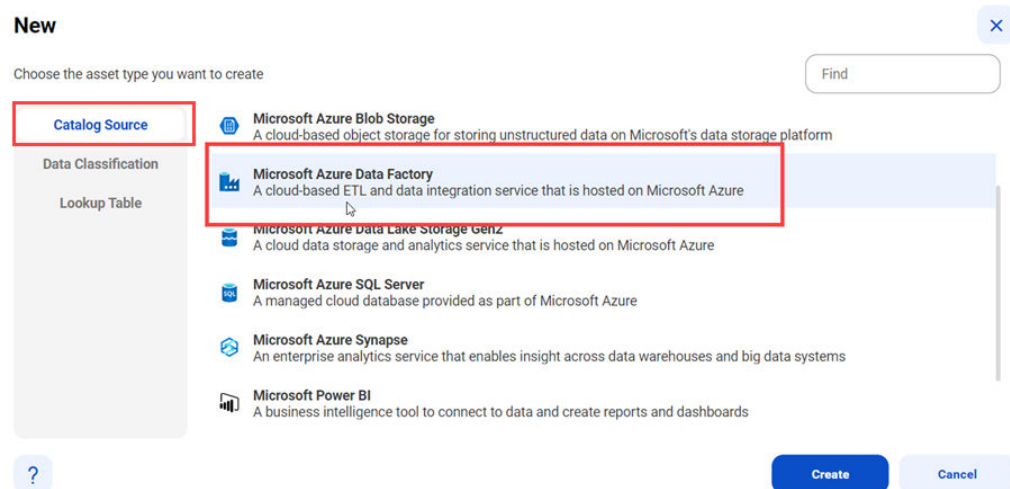 New
Choose the asset type you want to create
Find
Catalog Source
Data Classification
Lookup Table
Microsoft Azure Blob Storage
A cloud-based object storage for storing unstructured data on Microsoft's data storage platform
Microsoft Azure Data Factory
A cloud-based ETL and data integration service that is hosted on Microsoft Azure
Microsoft Azure Data Lake Storage Gen2
A cloud data storage and analytics service that is hosted on Microsoft Azure
SQL
Microsoft Azure SQL Server
A managed cloud database provided as part of Microsoft Azure
Microsoft Azure Synapse
An enterprise analytics service that enables insight across data warehouses and big data systems
Microsoft Power BI
A business intelligence tool to connect to data and create reports and dashboards
?
Create
Cancel